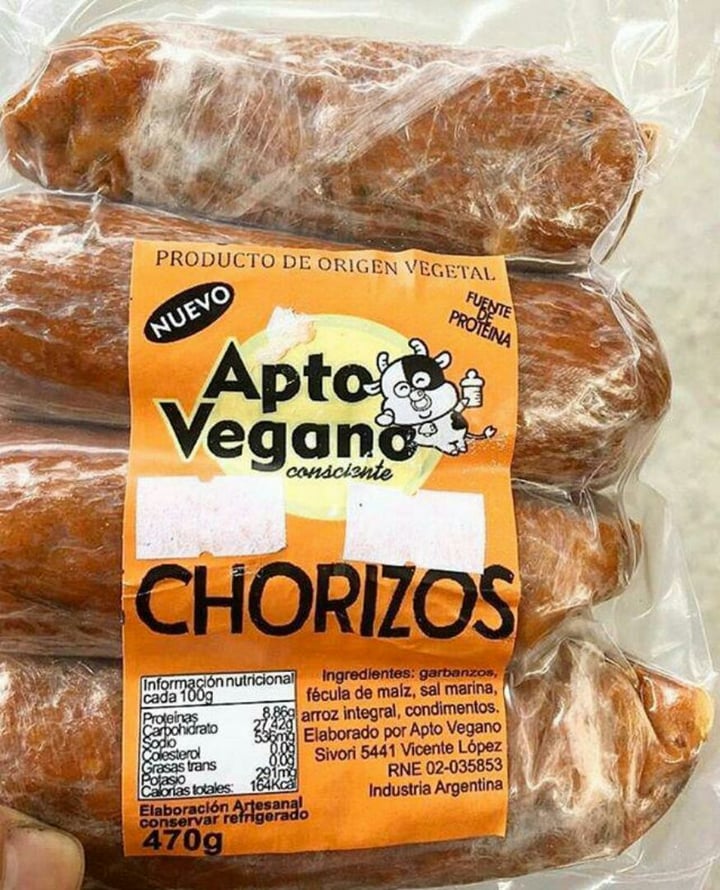 PRODUCTO DE ORIGEN VEGETAL
NUEVO
FUENTE
DE
PROTEINA
Apto
Vegano
consciente
CHORIZOS
Información nutricional
cada 100g
Proteinas 8.86g
Carbohidrato 27,42g
Sodio 536mg
Colesterol 0.0g
Grasas trans 0.0g
Potasio 291mg
Calorias totales: 164Kcal
Ingredientes: garbanzos,
fécula de maíz, sal marina,
arroz integral, condimentos.
Elaborado por Apto Vegano
Sivori 5441 Vicente López
RNE 02-035853
Industria Argentina
Elaboración Artesanal
conservar refrigerado
470g